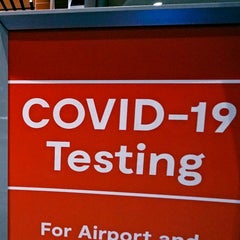 COVID-19
Testing
For Airport and